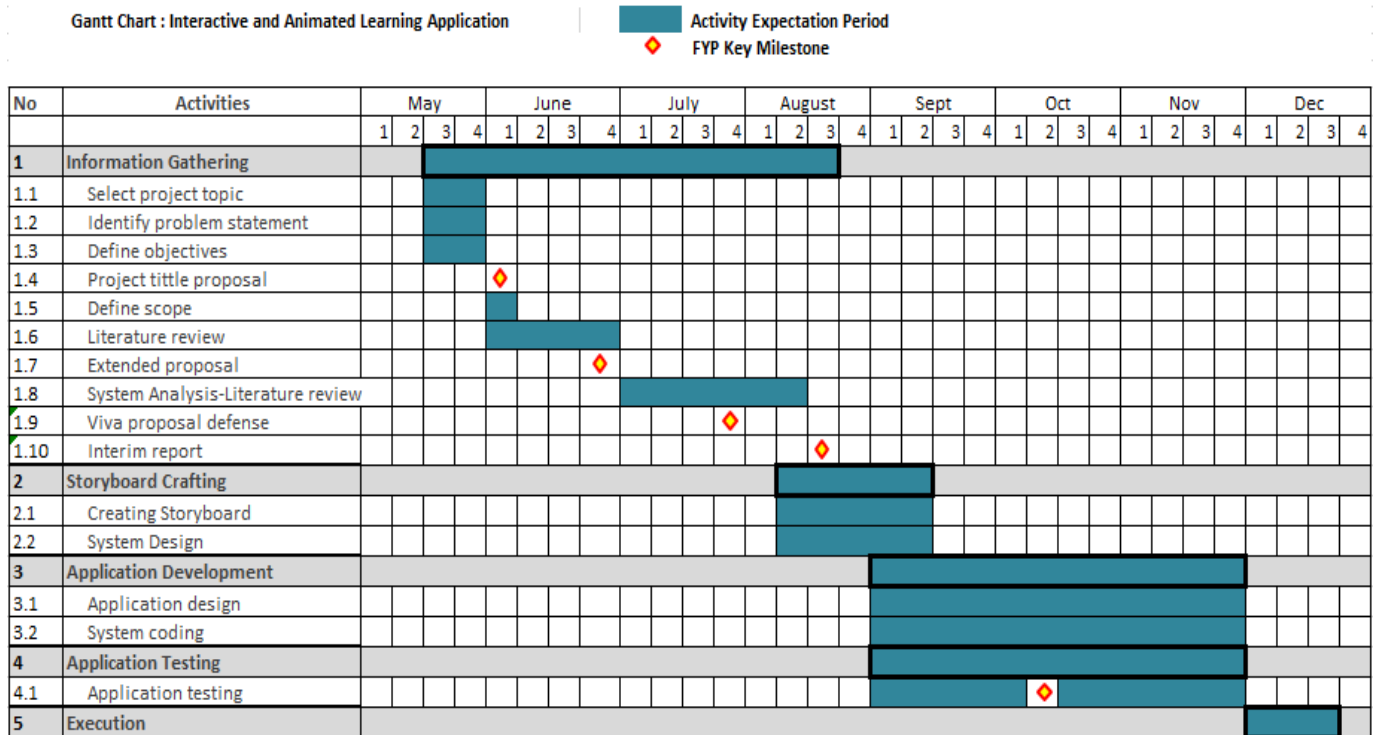 Gantt Chart : Interactive and Animated Learning Application
Activity Expectation Period
FYP Key Milestone
No Activities May June July August Sept Oct Nov Dec
1 2 3 4 1 2 3 4 1 2 3 4 1 2 3 4 1 2 3 4 1 2 3 4 1 2 3 4 1 2 3 4
1 Information Gathering
1.1 Select project topic
1.2 Identify problem statement
1.3 Define objectives
1.4 Project tittle proposal
1.5 Define scope
1.6 Literature review
1.7 Extended proposal
1.8 System Analysis-Literature review
1.9 Viva proposal defense
1.10 Interim report
2 Storyboard Crafting
2.1 Creating Storyboard
2.2 System Design
3 Application Development
3.1 Application design
3.2 System coding
4 Application Testing
4.1 Application testing
5 Execution